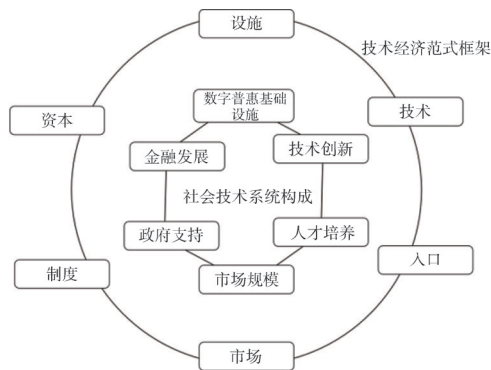 设施
技术经济范式框架
资本
技术
数字普惠基础
设施
金融发展
技术创新
社会技术系统构成
政府支持
人才培养
制度
入口
市场规模
市场